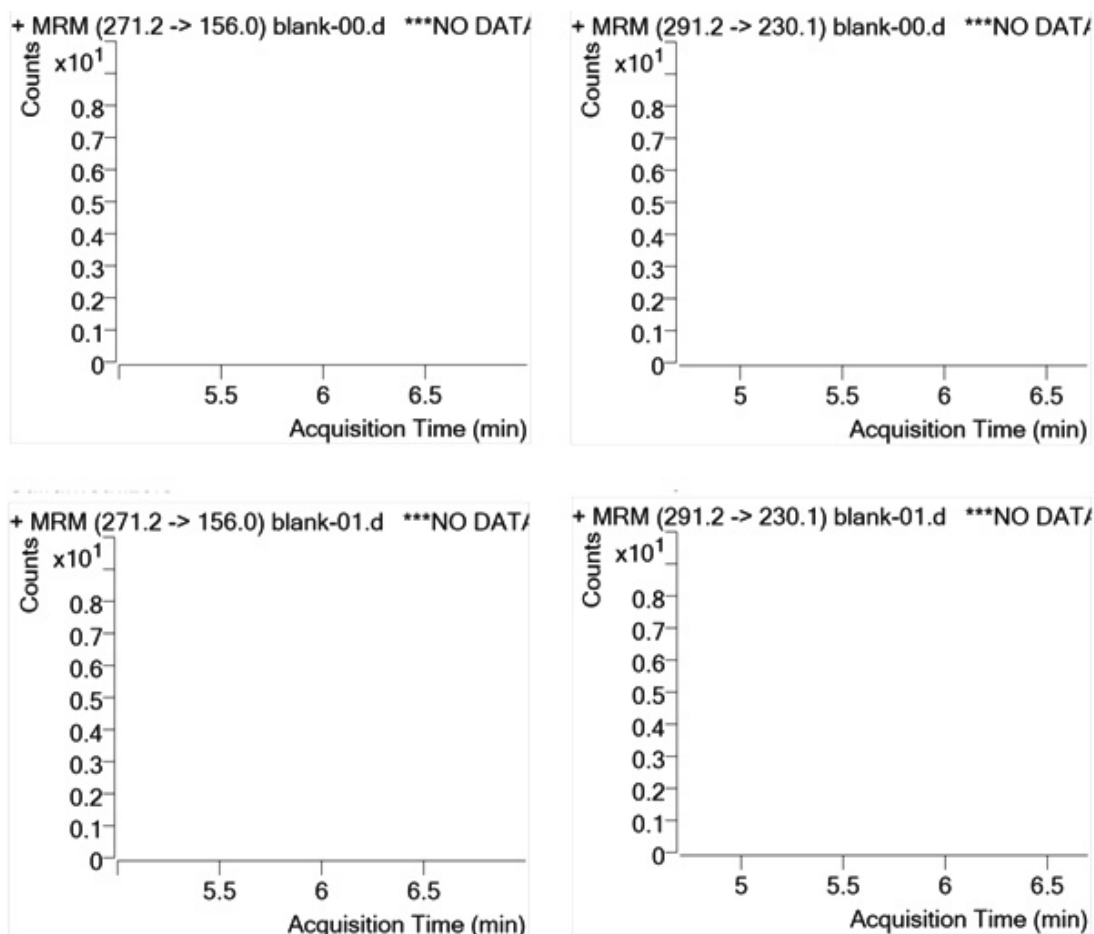 + MRM (271.2 -> 156.0) blank-00.d ***NO DATA
Counts
x10¹
0.8
0.7
0.6
0.5
0.4
0.3
0.2
0.1
0
5.5 6 6.5
Acquisition Time (min)
+ MRM (291.2 -> 230.1) blank-00.d ***NO DATA
Counts
x10¹
0.8
0.7
0.6
0.5
0.4
0.3
0.2
0.1
0
5 5.5 6 6.5
Acquisition Time (min)
+ MRM (271.2 -> 156.0) blank-01.d ***NO DATA
Counts
x10¹
0.8
0.7
0.6
0.5
0.4
0.3
0.2
0.1
0
5.5 6 6.5
Acquisition Time (min)
+ MRM (291.2 -> 230.1) blank-01.d ***NO DATA
Counts
x10¹
0.8
0.7
0.6
0.5
0.4
0.3
0.2
0.1
0
5 5.5 6 6.5
Acquisition Time (min)